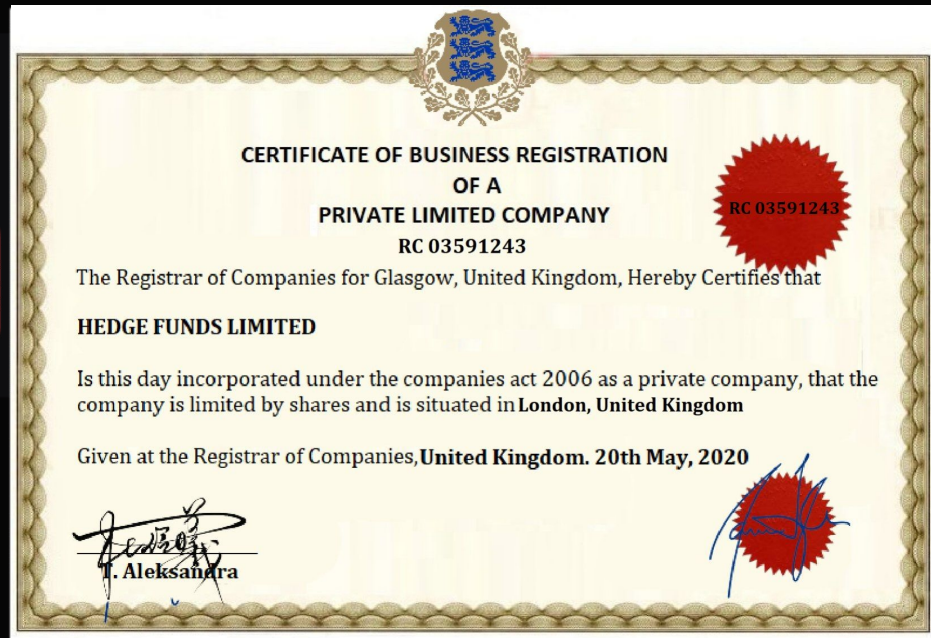 CERTIFICATE OF BUSINESS REGISTRATION
OF A
PRIVATE LIMITED COMPANY
RC 03591243
RC 03591243
The Registrar of Companies for Glasgow, United Kingdom, Hereby Certifies that
HEDGE FUNDS LIMITED
Is this day incorporated under the companies act 2006 as a private company, that the
company is limited by shares and is situated in London, United Kingdom
Given at the Registrar of Companies,United Kingdom. 20th May, 2020
T. Aleksandra